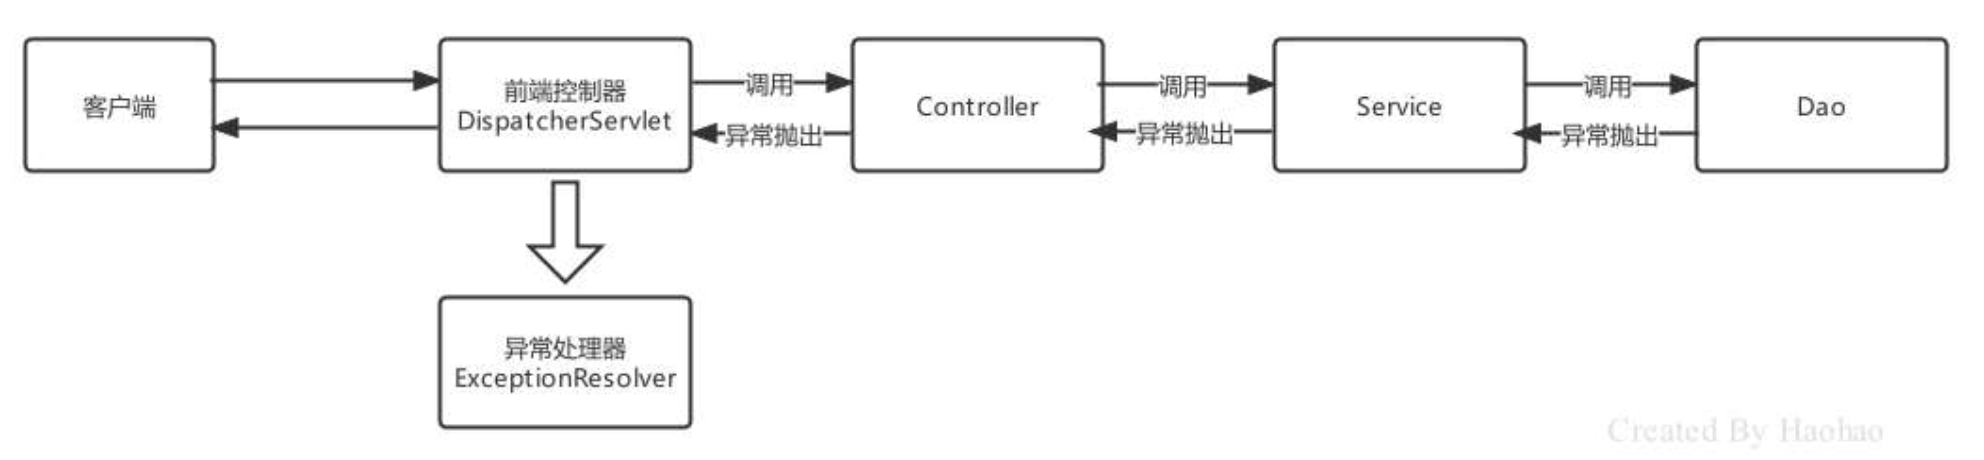 客户端
前端控制器
DispatcherServlet
调用
异常抛出
Controller
调用
异常抛出
Service
调用
异常抛出
Dao
异常处理器
ExceptionResolver
Created By Haohao